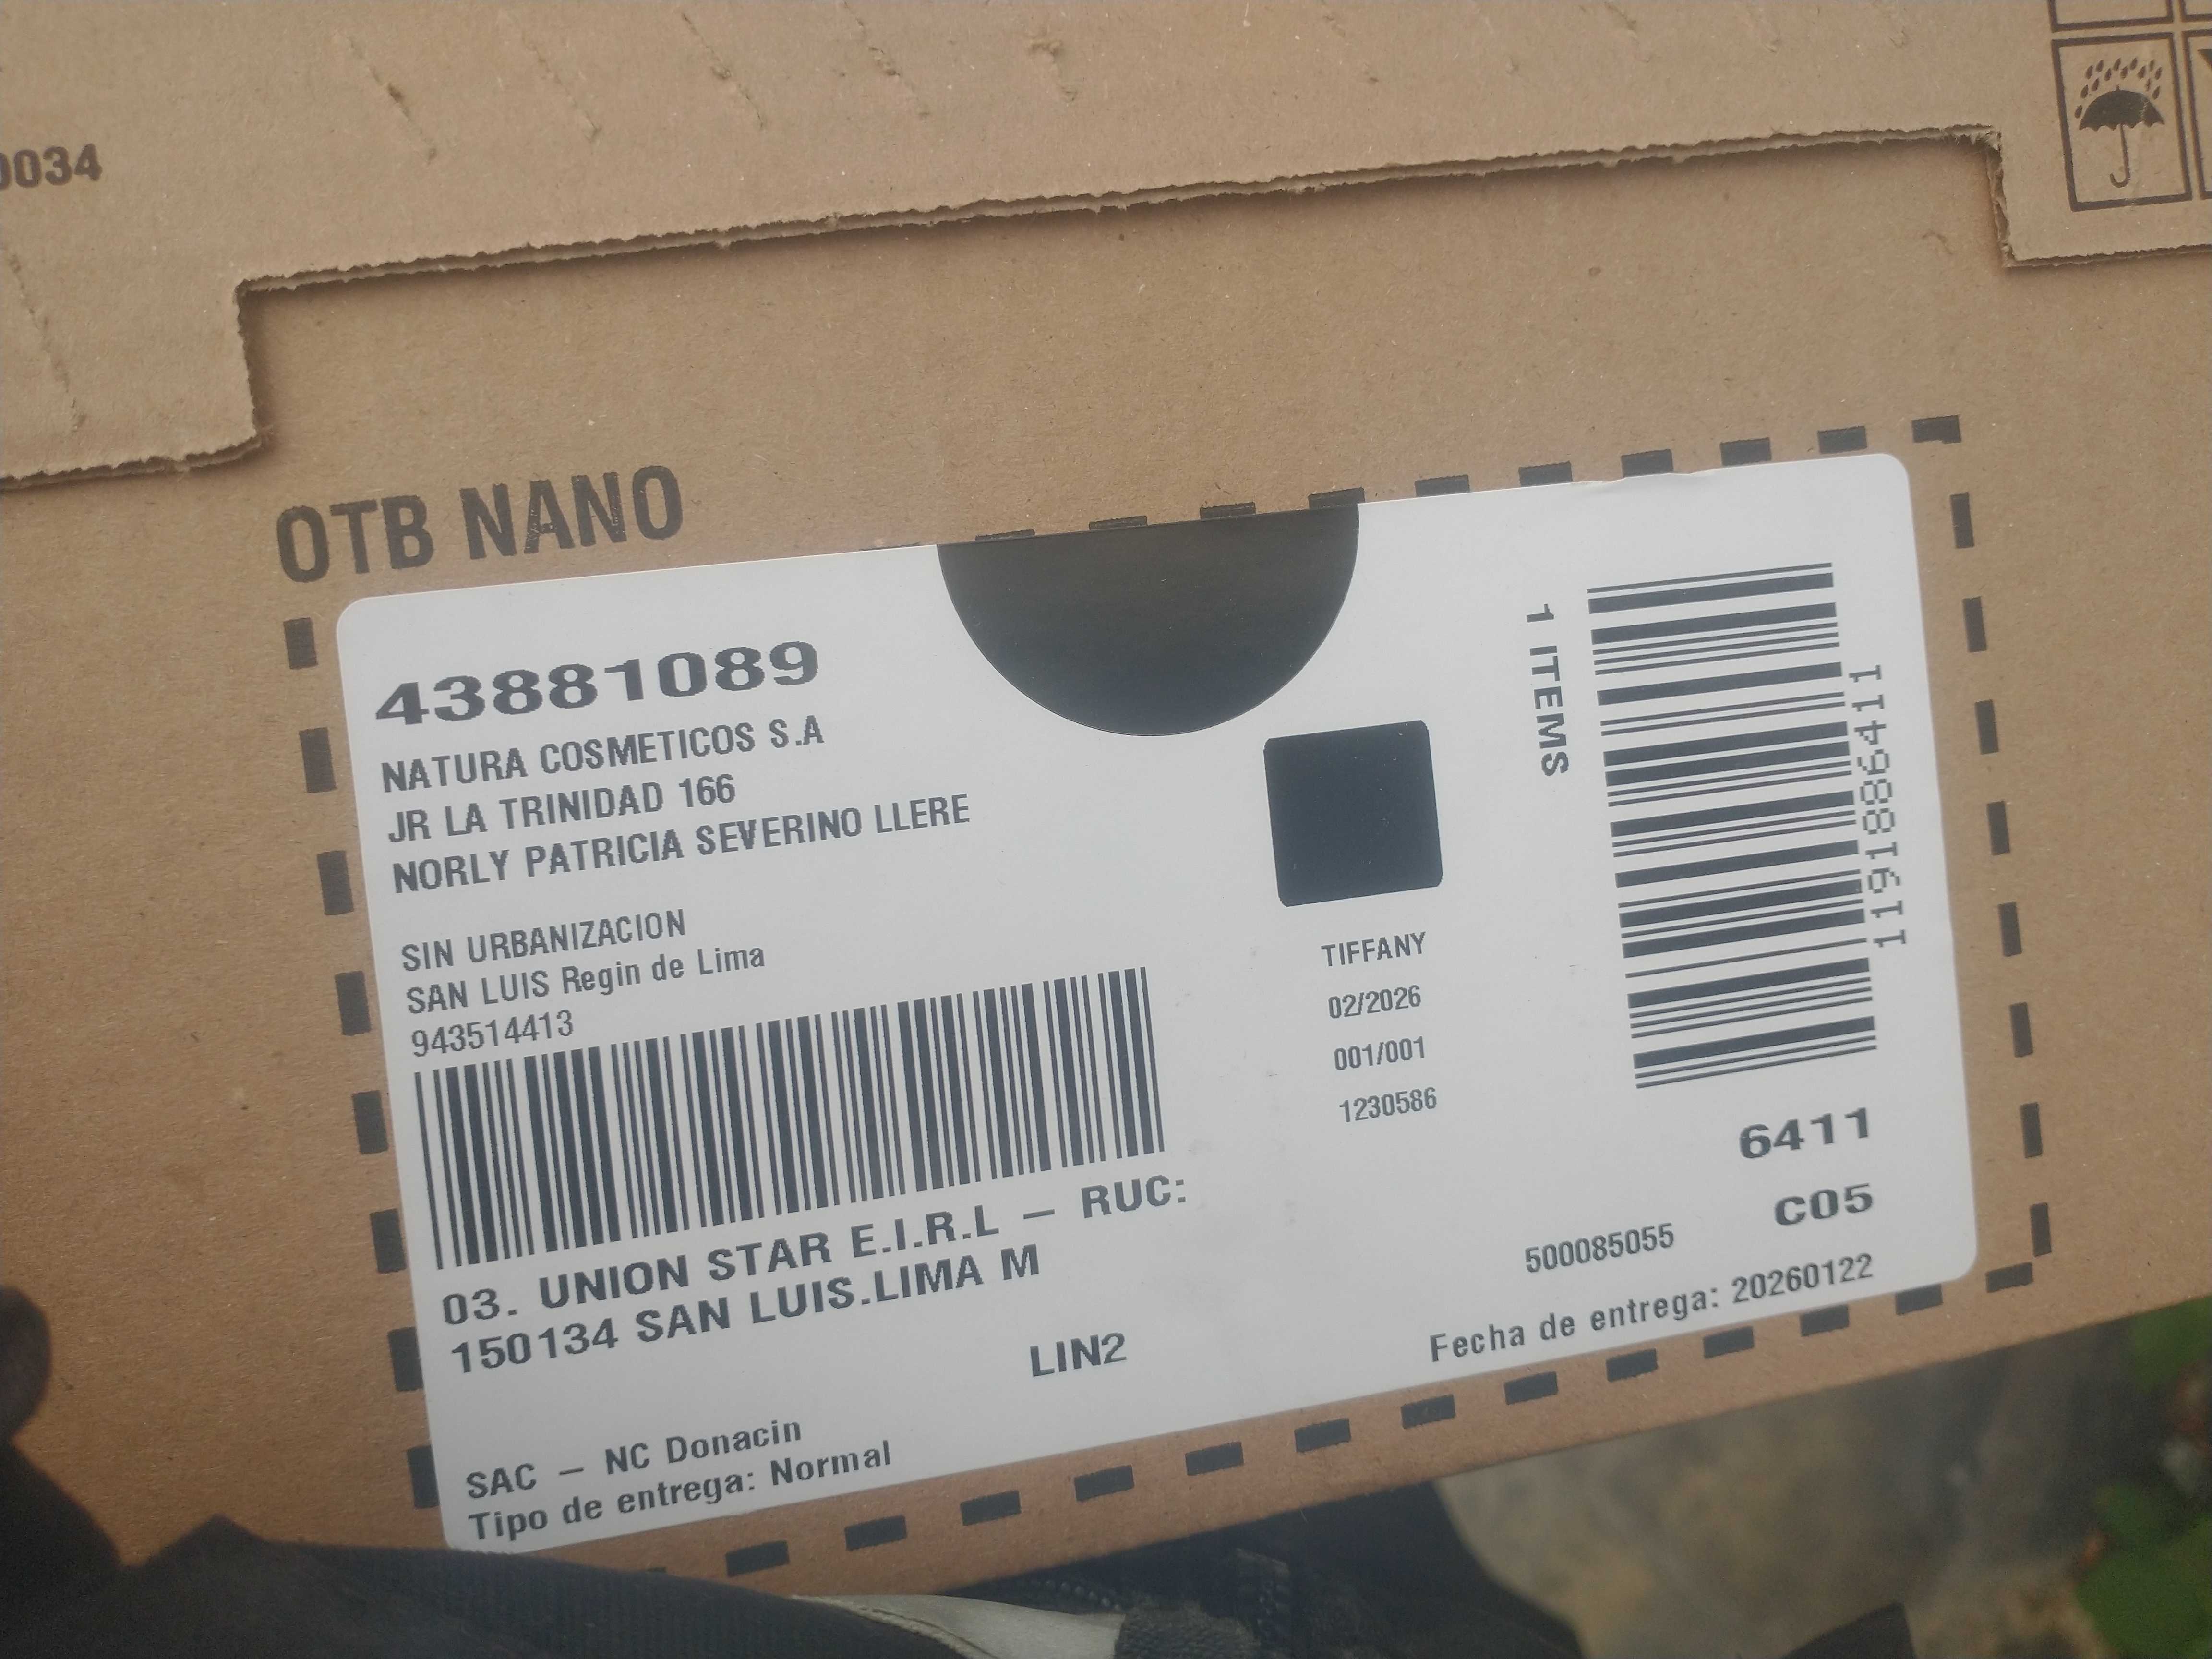 0034
OTB NANO
43881089
NATURA COSMETICOS S.A
JR LA TRINIDAD 166
NORLY PATRICIA SEVERINO LLERE
SIN URBANIZACION
SAN LUIS Regin de Lima
943514413
03. UNION STAR E.I.R.L – RUC:
150134 SAN LUIS.LIMA M
LIN2
SAC – NC Donacin
Tipo de entrega: Normal
TIFFANY
02/2026
001/001
1230586
1 ITEMS
1191886411
6411
C05
500085055
Fecha de entrega: 20260122